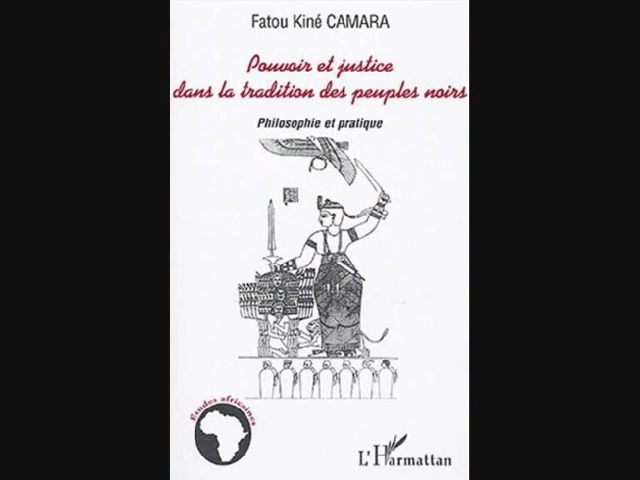 Fatou Kiné CAMARA
Pouvoir et justice
dans la tradition des peuples noirs
Philosophie et pratique
Études africaines
L'Harmattan